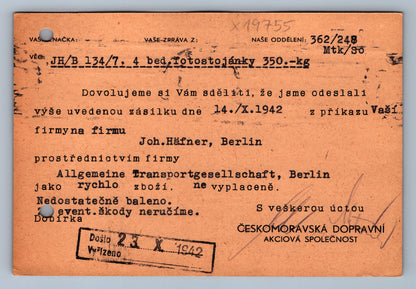 x19755
VAŠE ZNAČKA: VAŠE ZPRÁVA Z: NAŠE ODDĚLENÍ: 362/248
Mtk/So
VĚC: JH/B 134/7. 4 bed. Fotostojánky 350.-kg
Dovolujeme si Vám sděliti, že jsme odeslali
výše uvedenou zásilku dne 14./X.1942 z příkazu Vaší
firmy na firmu
Joh. Häfner, Berlin
prostřednictvím firmy
Allgemeine Transportgesellschaft, Berlin
jako rychlo zboží, ne vyplaceně.
Nedostatečně baleno.
Za event. škody neručíme.
Dobírka
S veškerou úctou
ČESKOMORAVSKÁ DOPRAVNÍ
AKCIOVÁ SPOLEČNOST
Došlo 23 X 1942
Vyřízeno